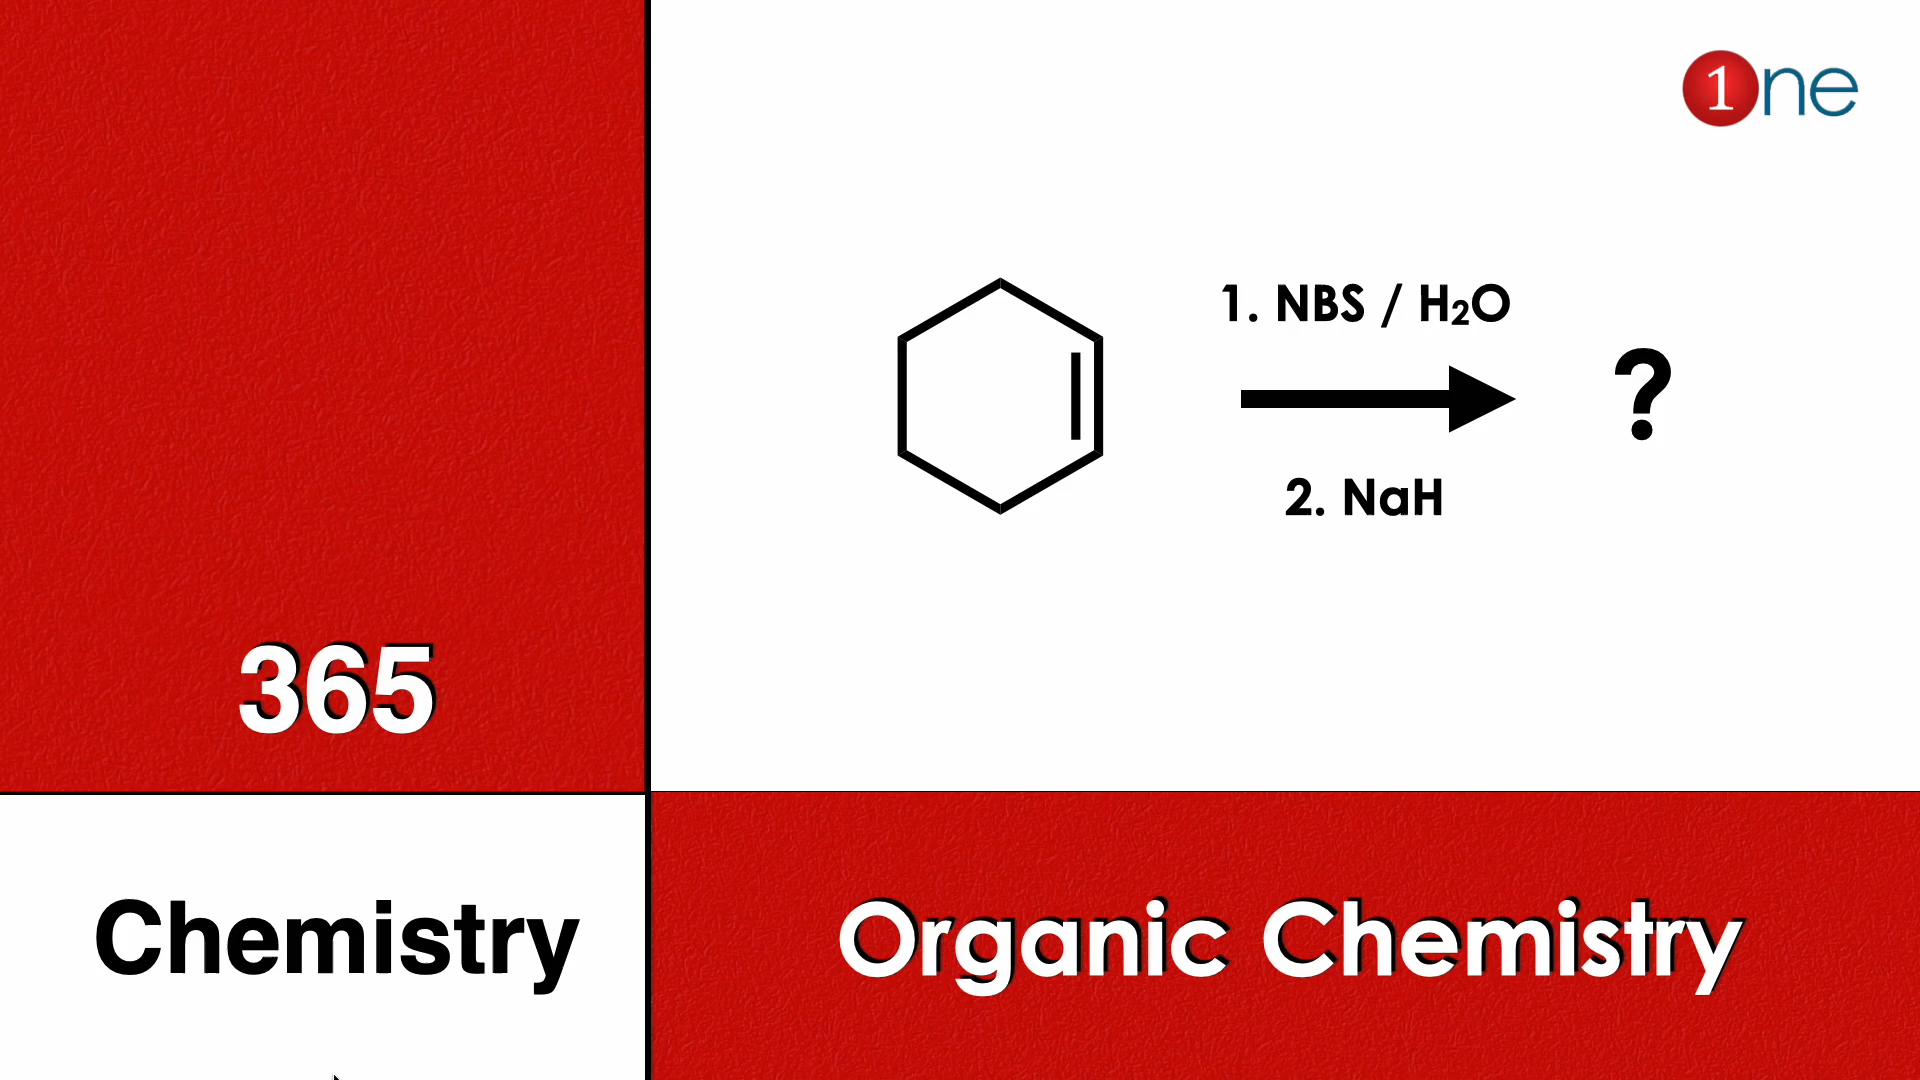 1ne
1. NBS / H₂O
?
2. NaH
365
Chemistry
Organic Chemistry